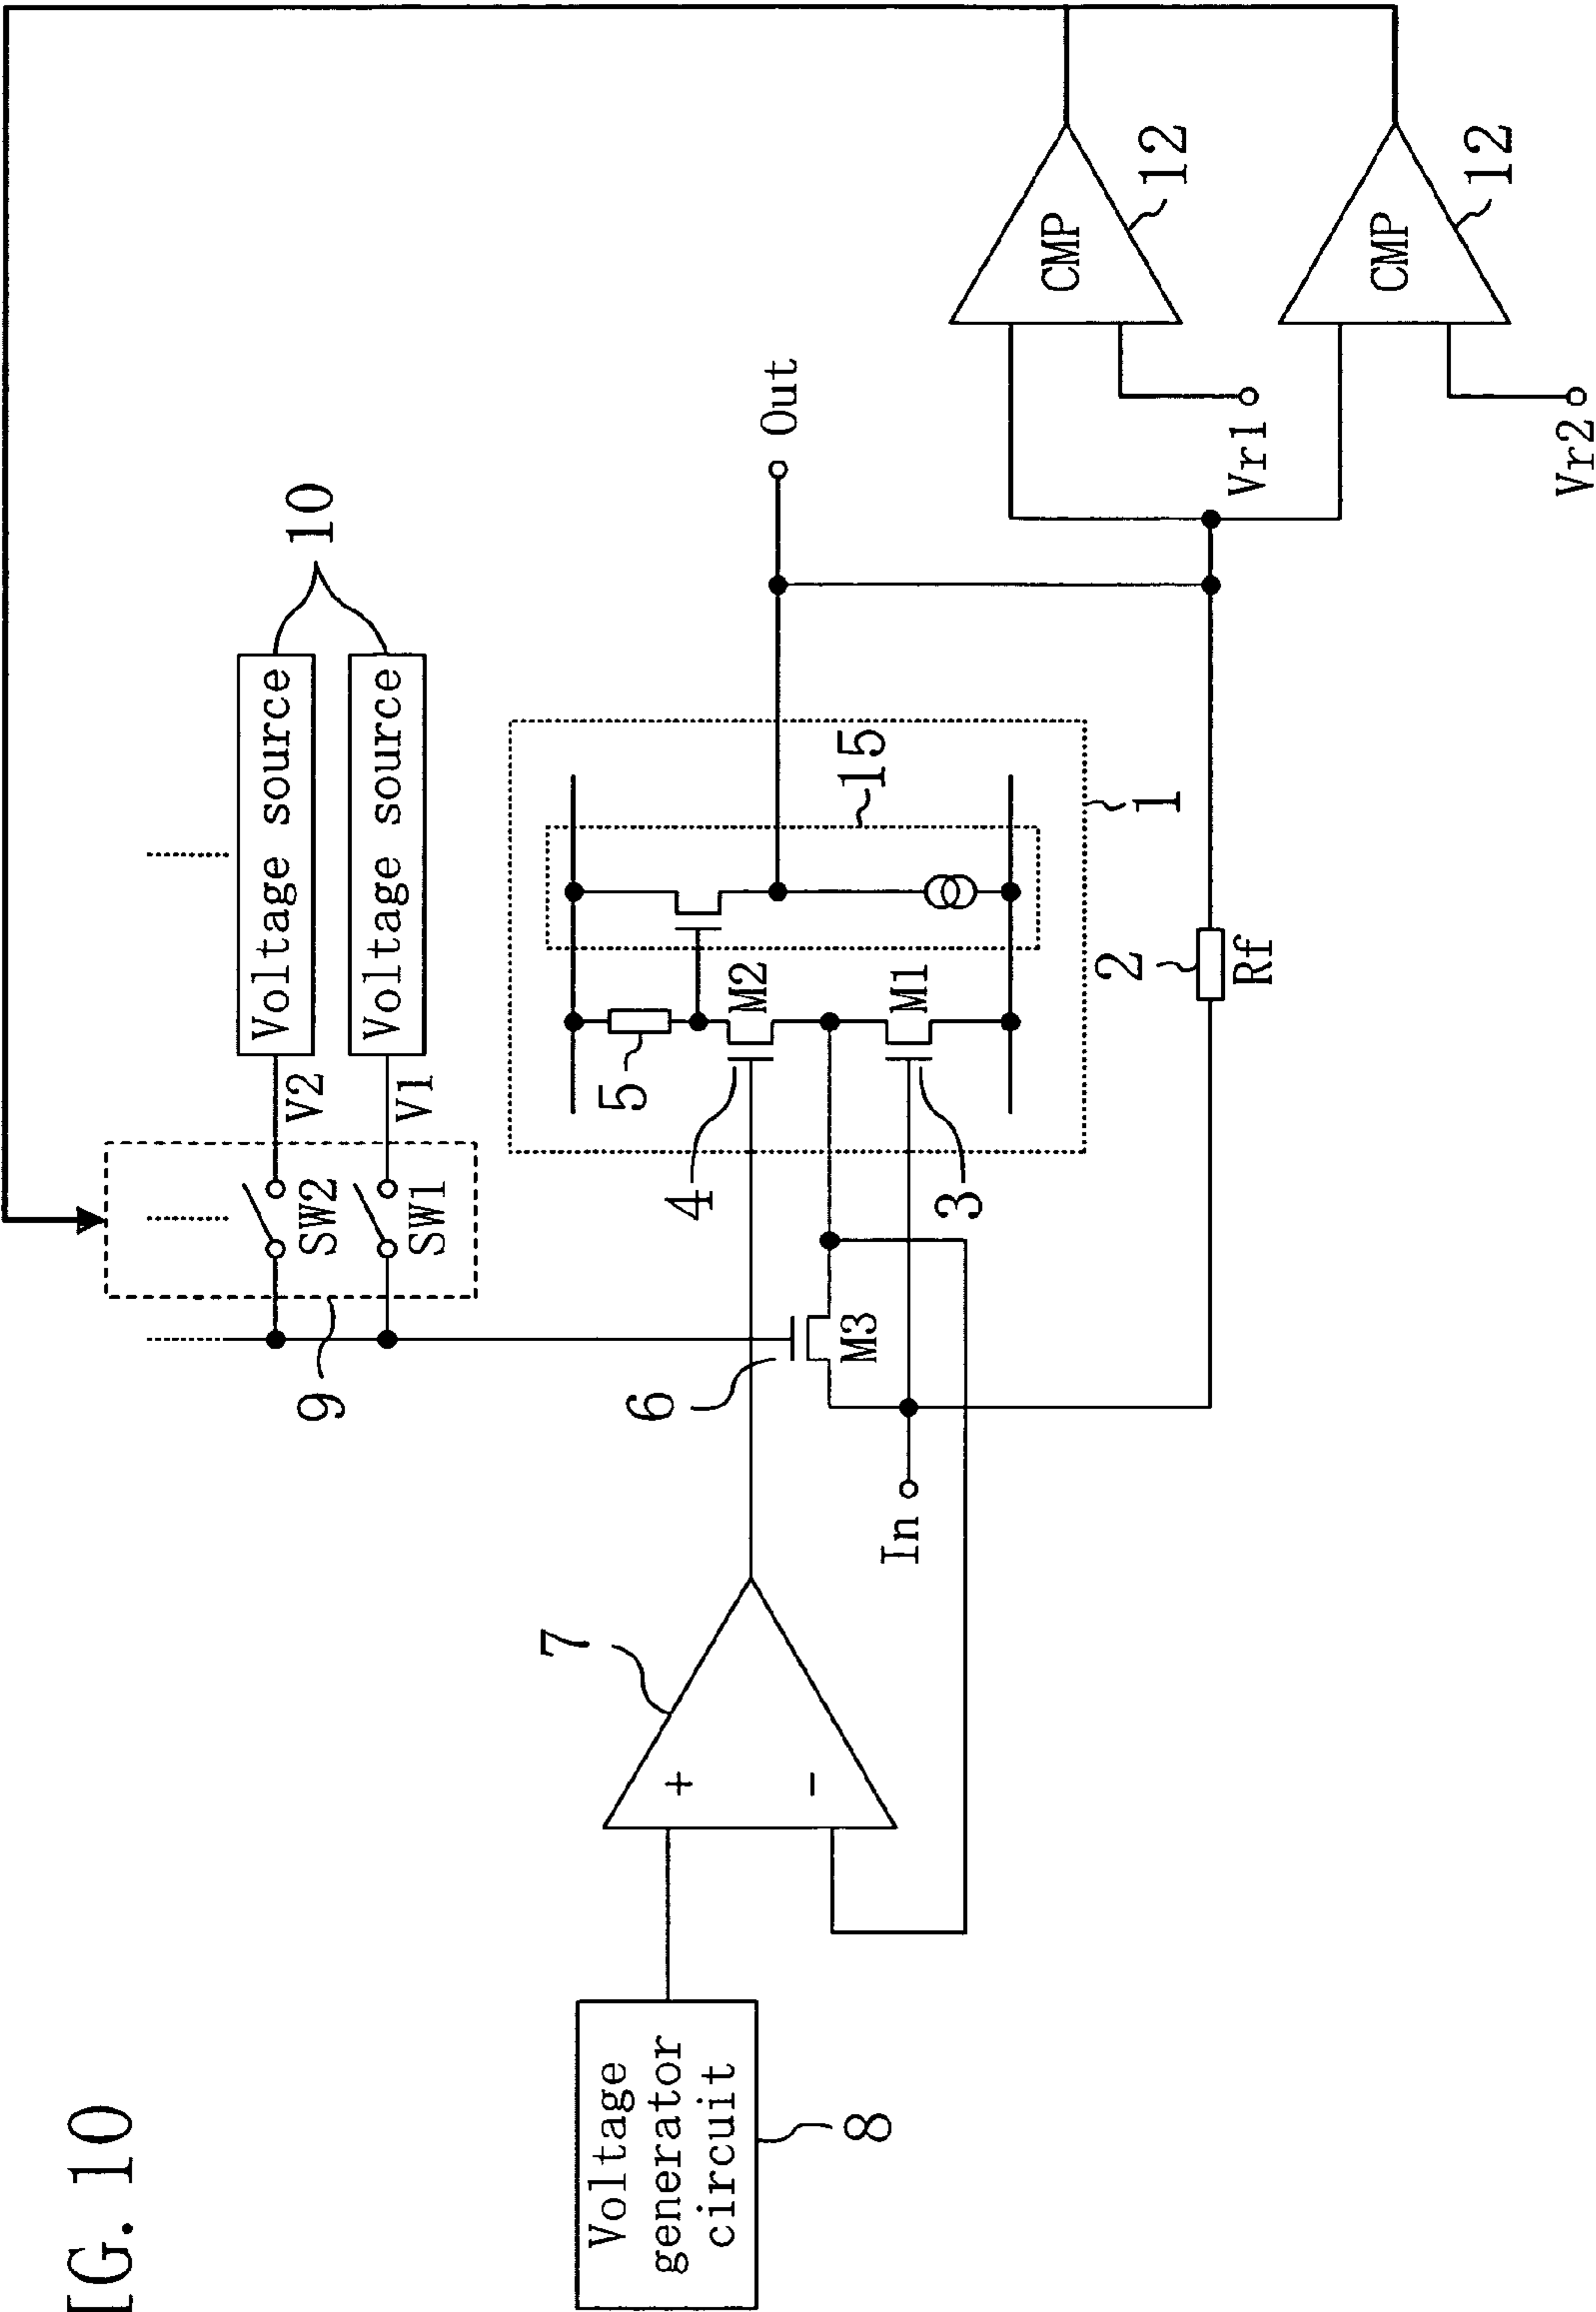 [G. 10
Voltage
generator
circuit
8
7
+
-
In
9
SW2
SW1
V2
V1
Voltage source
Voltage source
10
6
M3
4
3
5
M2
M1
15
1
2
Rf
Out
CMP
12
Vr1
CMP
12
Vr2